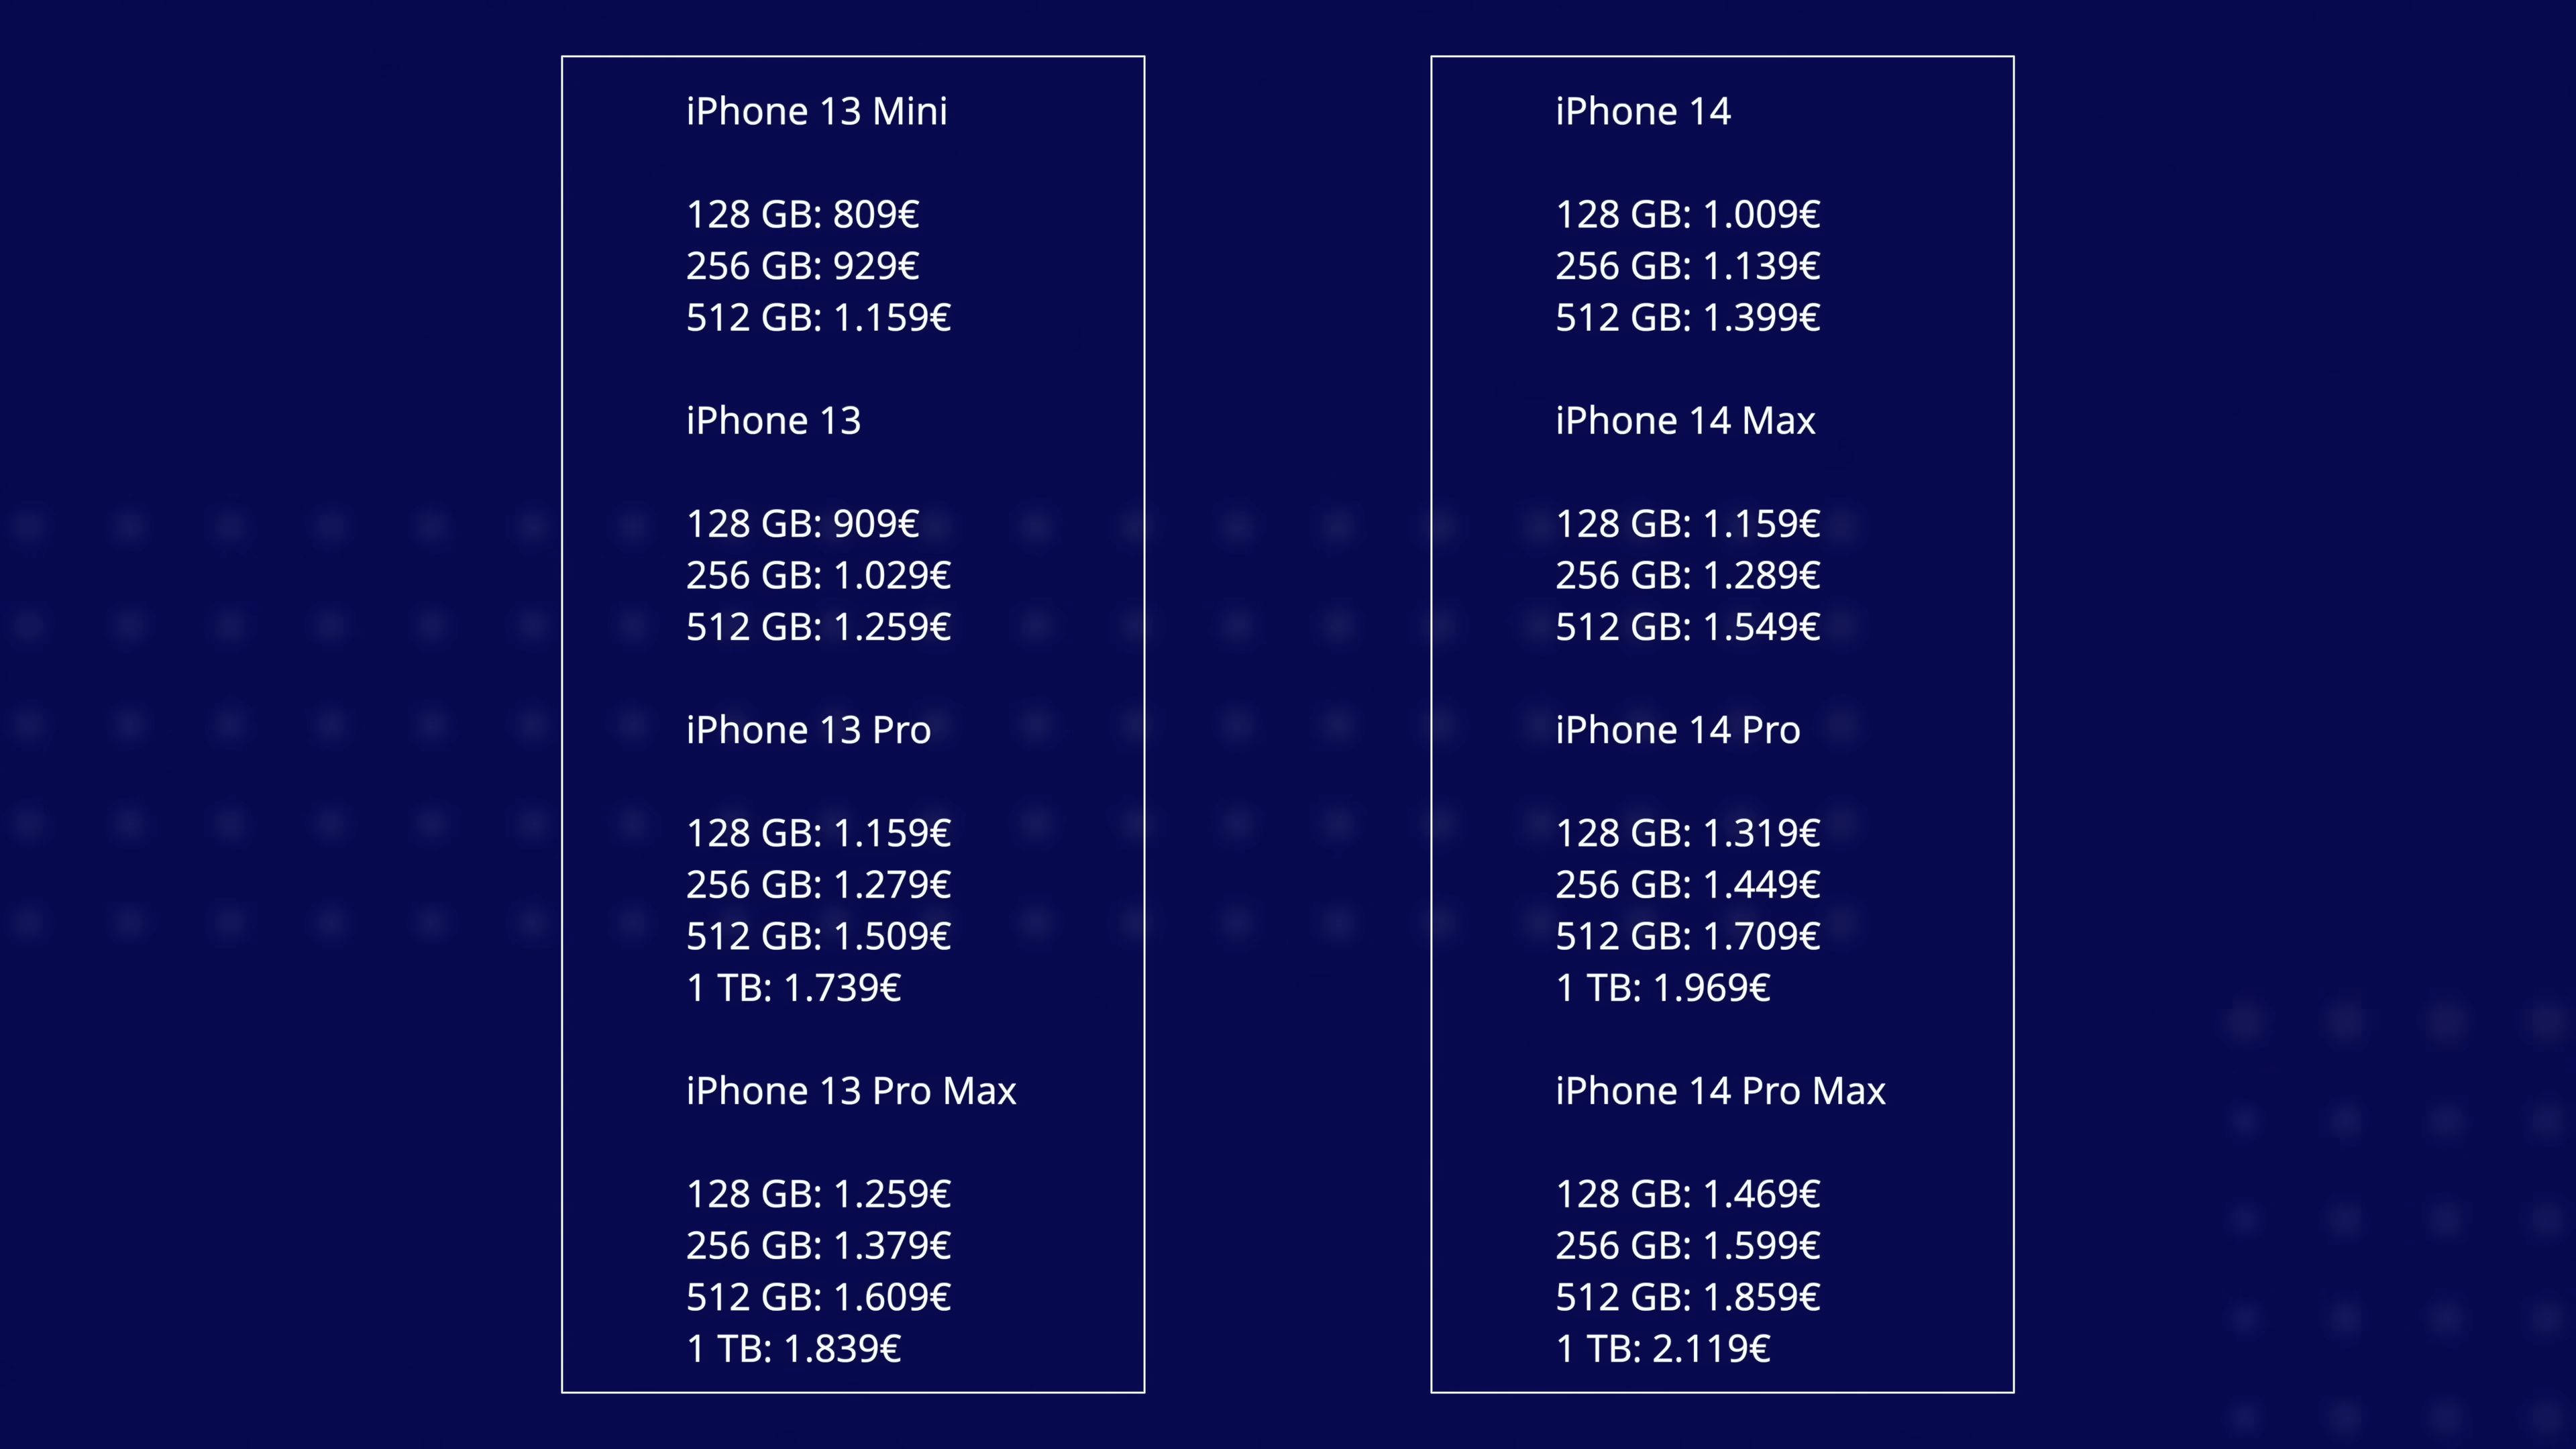 iPhone 13 Mini
128 GB: 809€
256 GB: 929€
512 GB: 1.159€
iPhone 13
128 GB: 909€
256 GB: 1.029€
512 GB: 1.259€
iPhone 13 Pro
128 GB: 1.159€
256 GB: 1.279€
512 GB: 1.509€
1 TB: 1.739€
iPhone 13 Pro Max
128 GB: 1.259€
256 GB: 1.379€
512 GB: 1.609€
1 TB: 1.839€
iPhone 14
128 GB: 1.009€
256 GB: 1.139€
512 GB: 1.399€
iPhone 14 Max
128 GB: 1.159€
256 GB: 1.289€
512 GB: 1.549€
iPhone 14 Pro
128 GB: 1.319€
256 GB: 1.449€
512 GB: 1.709€
1 TB: 1.969€
iPhone 14 Pro Max
128 GB: 1.469€
256 GB: 1.599€
512 GB: 1.859€
1 TB: 2.119€